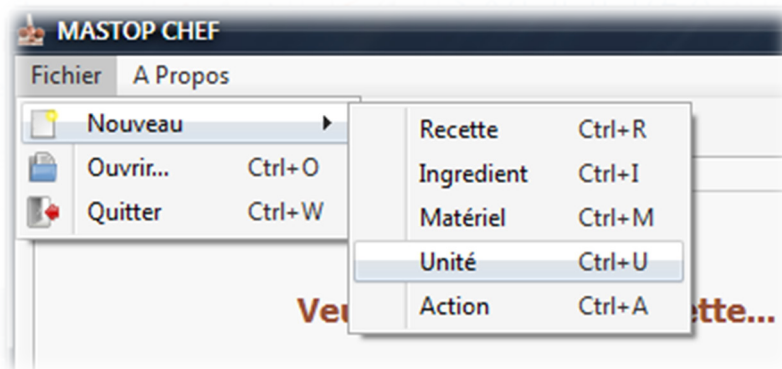 MASTOP CHEF
Fichier A Propos
Nouveau
Ouvrir... Ctrl+O
Quitter Ctrl+W
Recette Ctrl+R
Ingredient Ctrl+I
Matériel Ctrl+M
Unité Ctrl+U
Action Ctrl+A